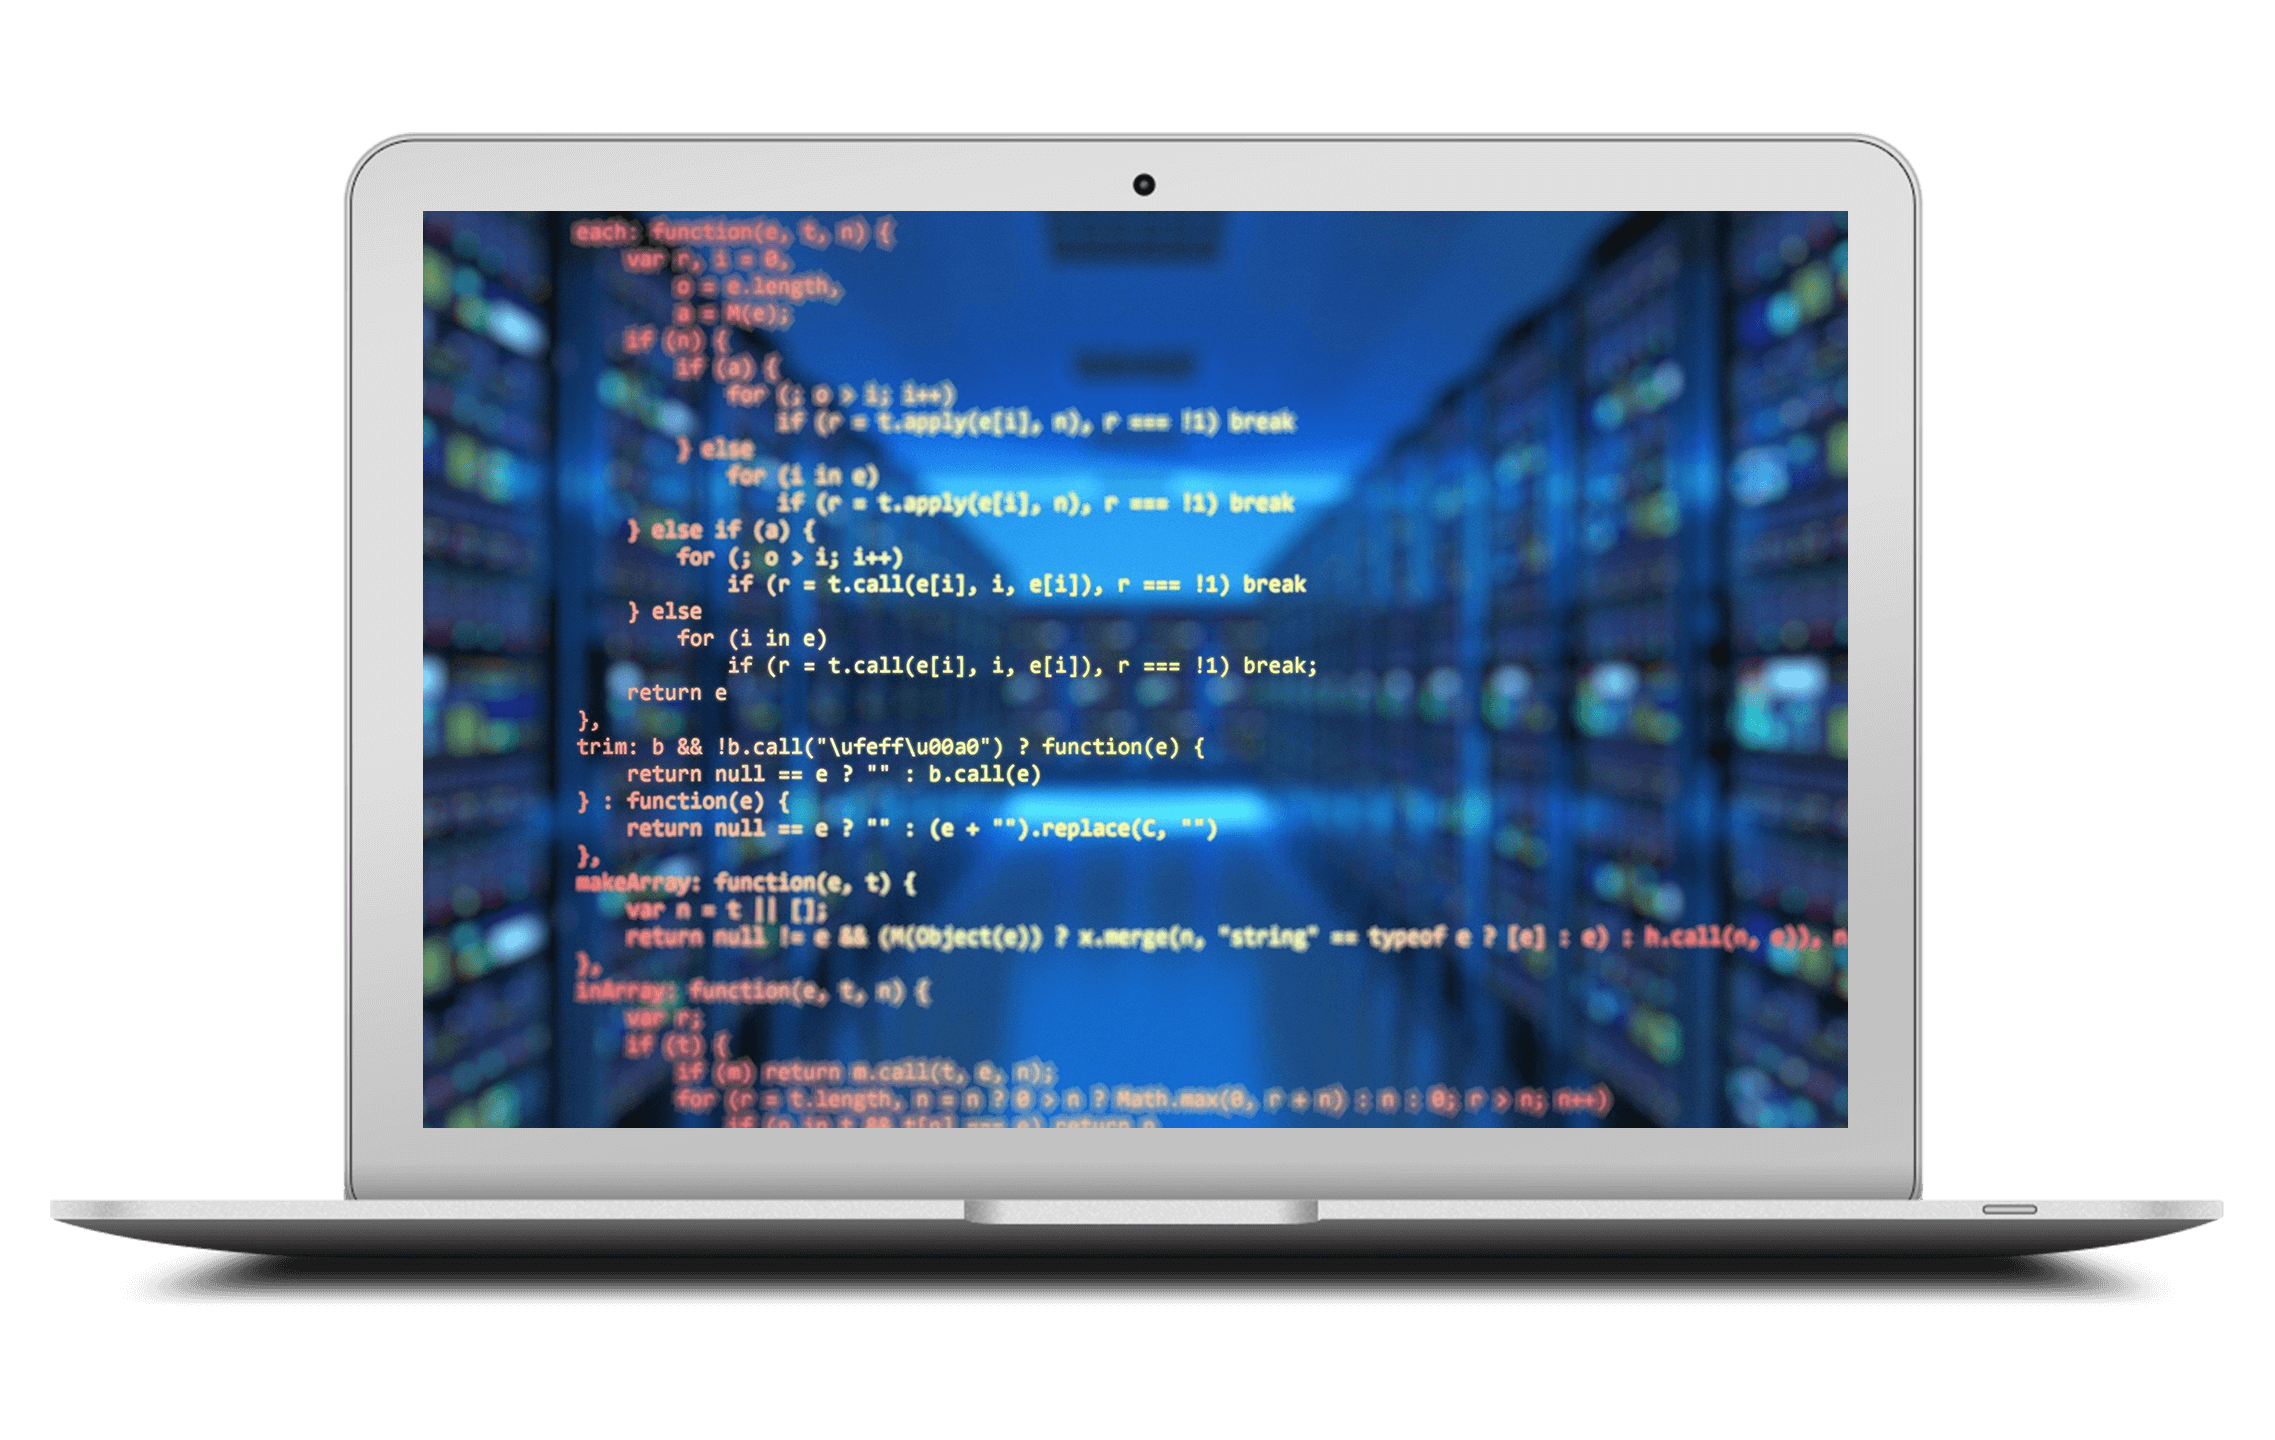 each: function(e, t, n) {
var r, i = 0,
o = e.length,
a = M(e);
if (n) {
if (a) {
for (; o > i; i++)
if (r = t.apply(e[i], n), r === !1) break
} else
for (i in e)
if (r = t.apply(e[i], n), r === !1) break
} else if (a) {
for (; o > i; i++)
if (r = t.call(e[i], i, e[i]), r === !1) break
} else
for (i in e)
if (r = t.call(e[i], i, e[i]), r === !1) break;
return e
},
trim: b && !b.call("\ufeff\u00a0") ? function(e) {
return null == e ? "" : b.call(e)
} : function(e) {
return null == e ? "" : (e + "").replace(C, "")
},
makeArray: function(e, t) {
var n = t || [];
return null != e && (M(Object(e)) ? x.merge(n, "string" == typeof e ? [e] : e) : h.call(n, e)), n
},
inArray: function(e, t, n) {
var r;
if (t) {
if (m) return m.call(t, e, n);
for (r = t.length, n = n ? 0 > n ? Math.max(0, r + n) : n : 0; r > n; n++)
if (n in t && t[n] === e) return n